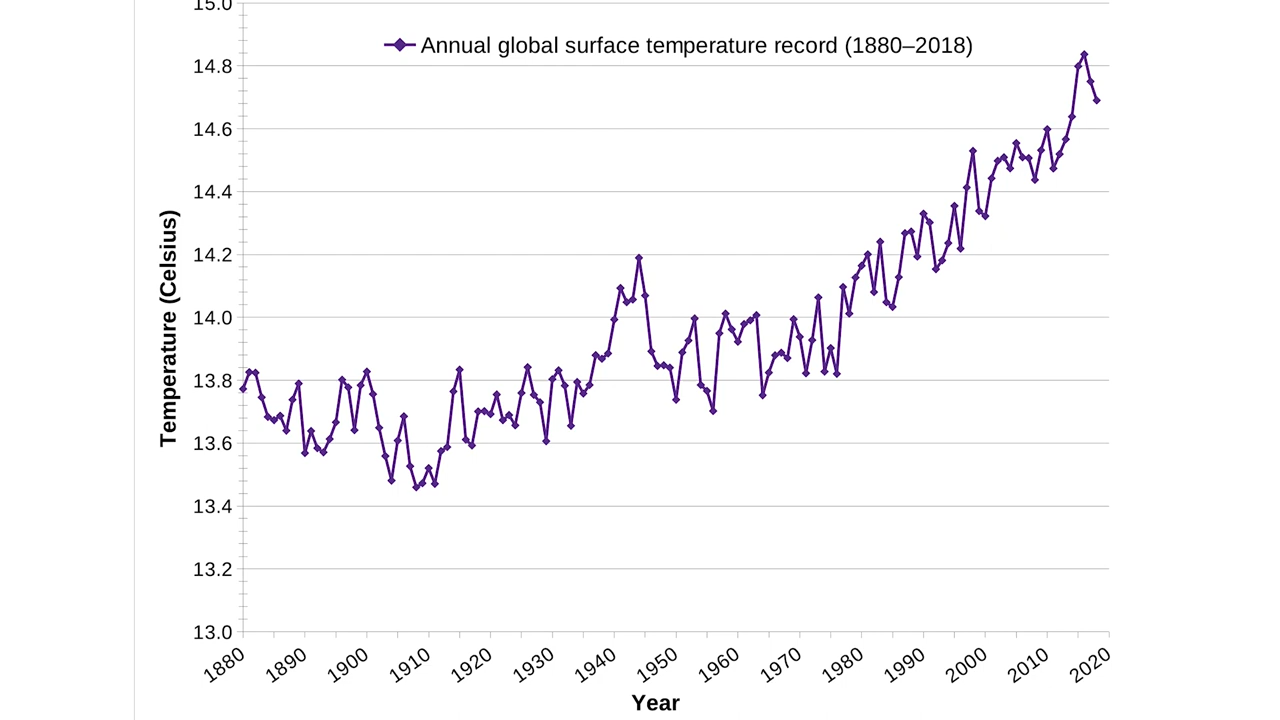 15.0
Annual global surface temperature record (1880–2018)
14.8
14.6
14.4
14.2
14.0
13.8
13.6
13.4
13.2
13.0
Temperature (Celsius)
1880 1890 1900 1910 1920 1930 1940 1950 1960 1970 1980 1990 2000 2010 2020
Year